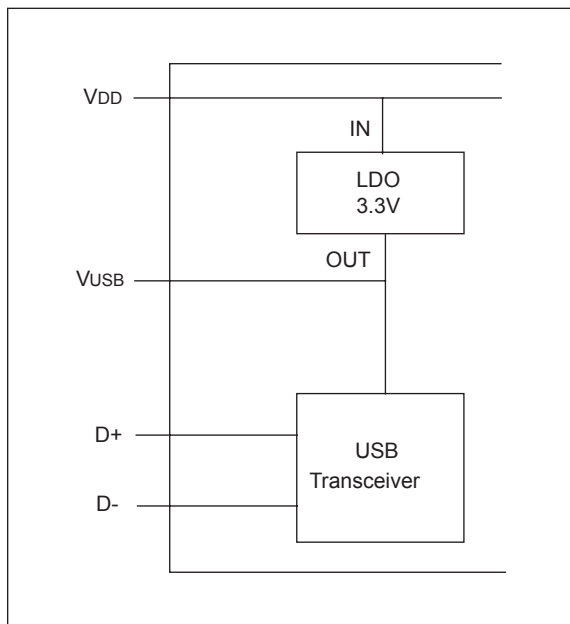 VDD
IN
LDO
3.3V
OUT
VUSB
D+
USB
Transceiver
D-